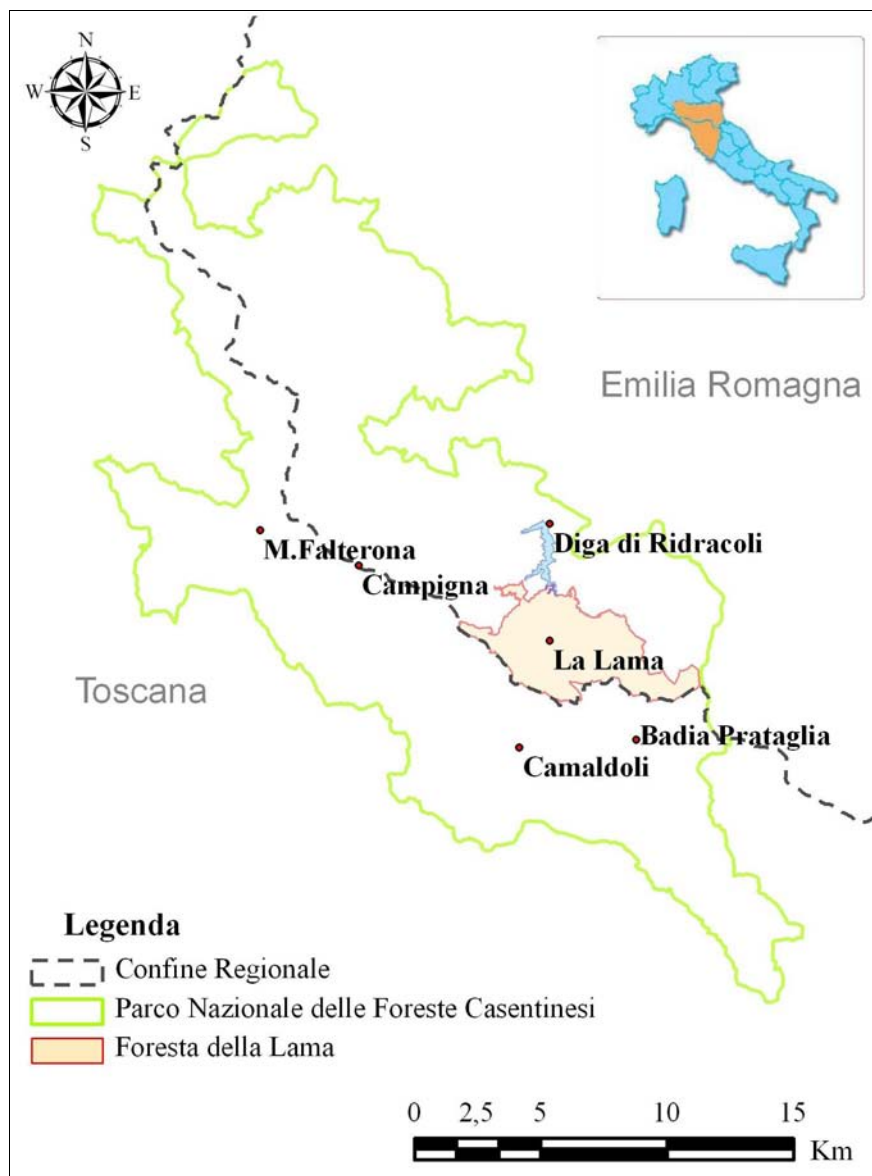 N
W E
S
Emilia Romagna
Diga di Ridracoli
M.Falterona
Campigna
La Lama
Toscana
Badia Prataglia
Camaldoli
Legenda
Confine Regionale
Parco Nazionale delle Foreste Casentinesi
Foresta della Lama
0 2,5 5 10 15
Km